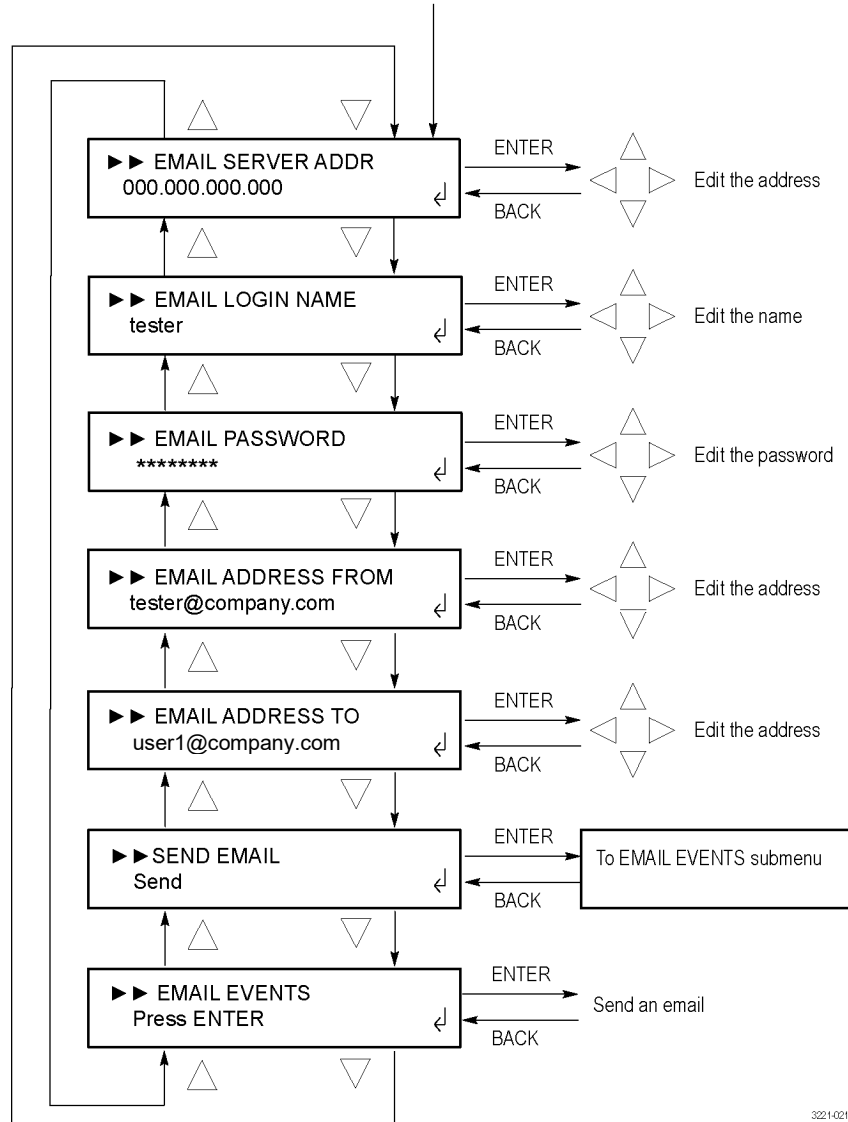 ►► EMAIL SERVER ADDR
000.000.000.000
ENTER
BACK
Edit the address
►► EMAIL LOGIN NAME
tester
ENTER
BACK
Edit the name
►► EMAIL PASSWORD
********
ENTER
BACK
Edit the password
►► EMAIL ADDRESS FROM
tester@company.com
ENTER
BACK
Edit the address
►► EMAIL ADDRESS TO
user1@company.com
ENTER
BACK
Edit the address
►►SEND EMAIL
Send
ENTER
BACK
To EMAIL EVENTS submenu
►► EMAIL EVENTS
Press ENTER
ENTER
BACK
Send an email
3221-021